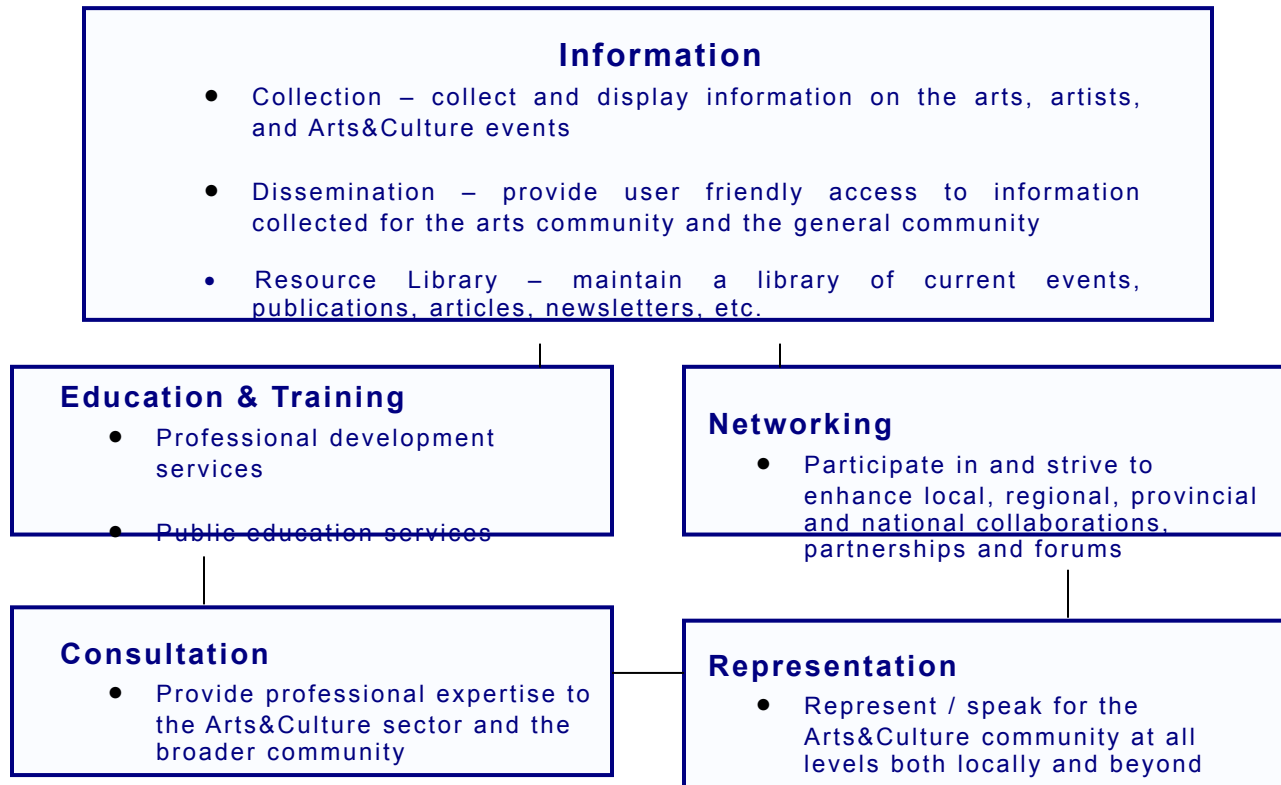 Information
● Collection – collect and display information on the arts, artists,
and Arts&Culture events
● Dissemination – provide user friendly access to information
collected for the arts community and the general community
• Resource Library – maintain a library of current events,
publications, articles, newsletters, etc.
Education & Training
● Professional development
services
● Public education services
Networking
● Participate in and strive to
enhance local, regional, provincial
and national collaborations,
partnerships and forums
Consultation
● Provide professional expertise to
the Arts&Culture sector and the
broader community
Representation
● Represent / speak for the
Arts&Culture community at all
levels both locally and beyond